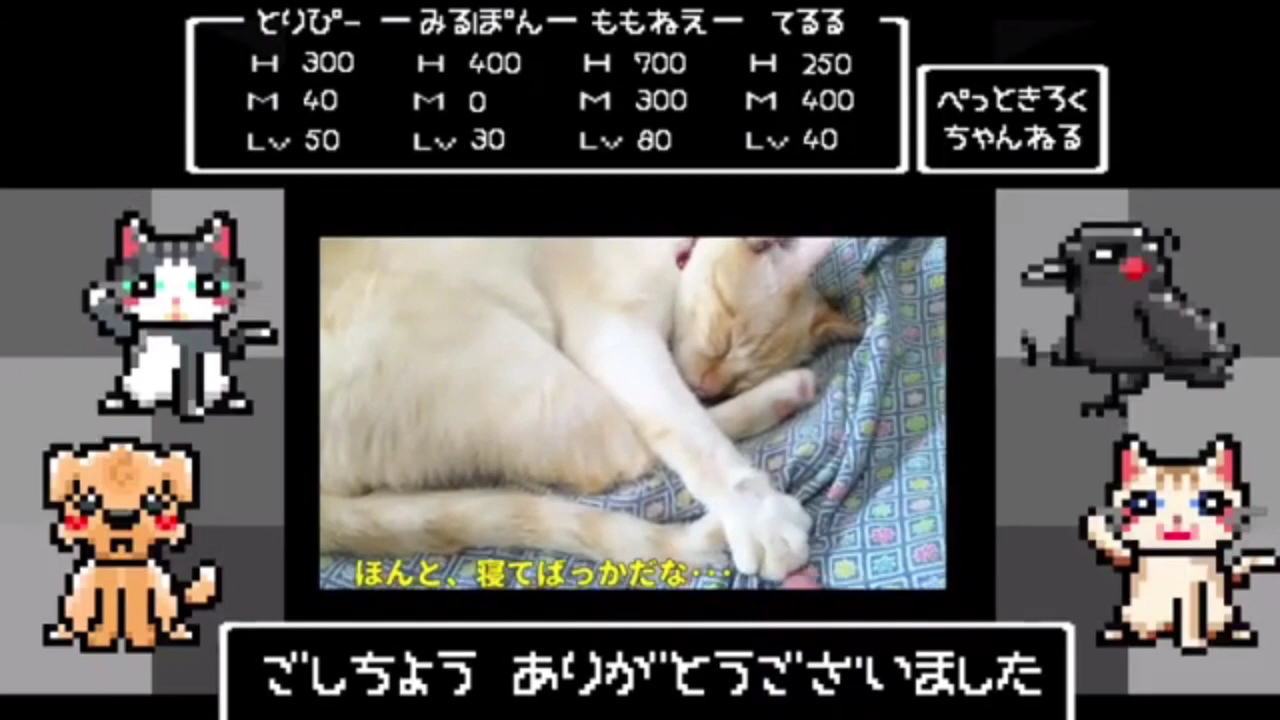 とりぴー みるぽん ももねえ てるる
H 300 H 400 H 700 H 250
M 40 M 0 M 300 M 400
Lv 50 Lv 30 Lv 80 Lv 40
ぺっときろく
ちゃんねる
ほんと、寝てばっかだな・・・
ごしちょう ありがとうございました